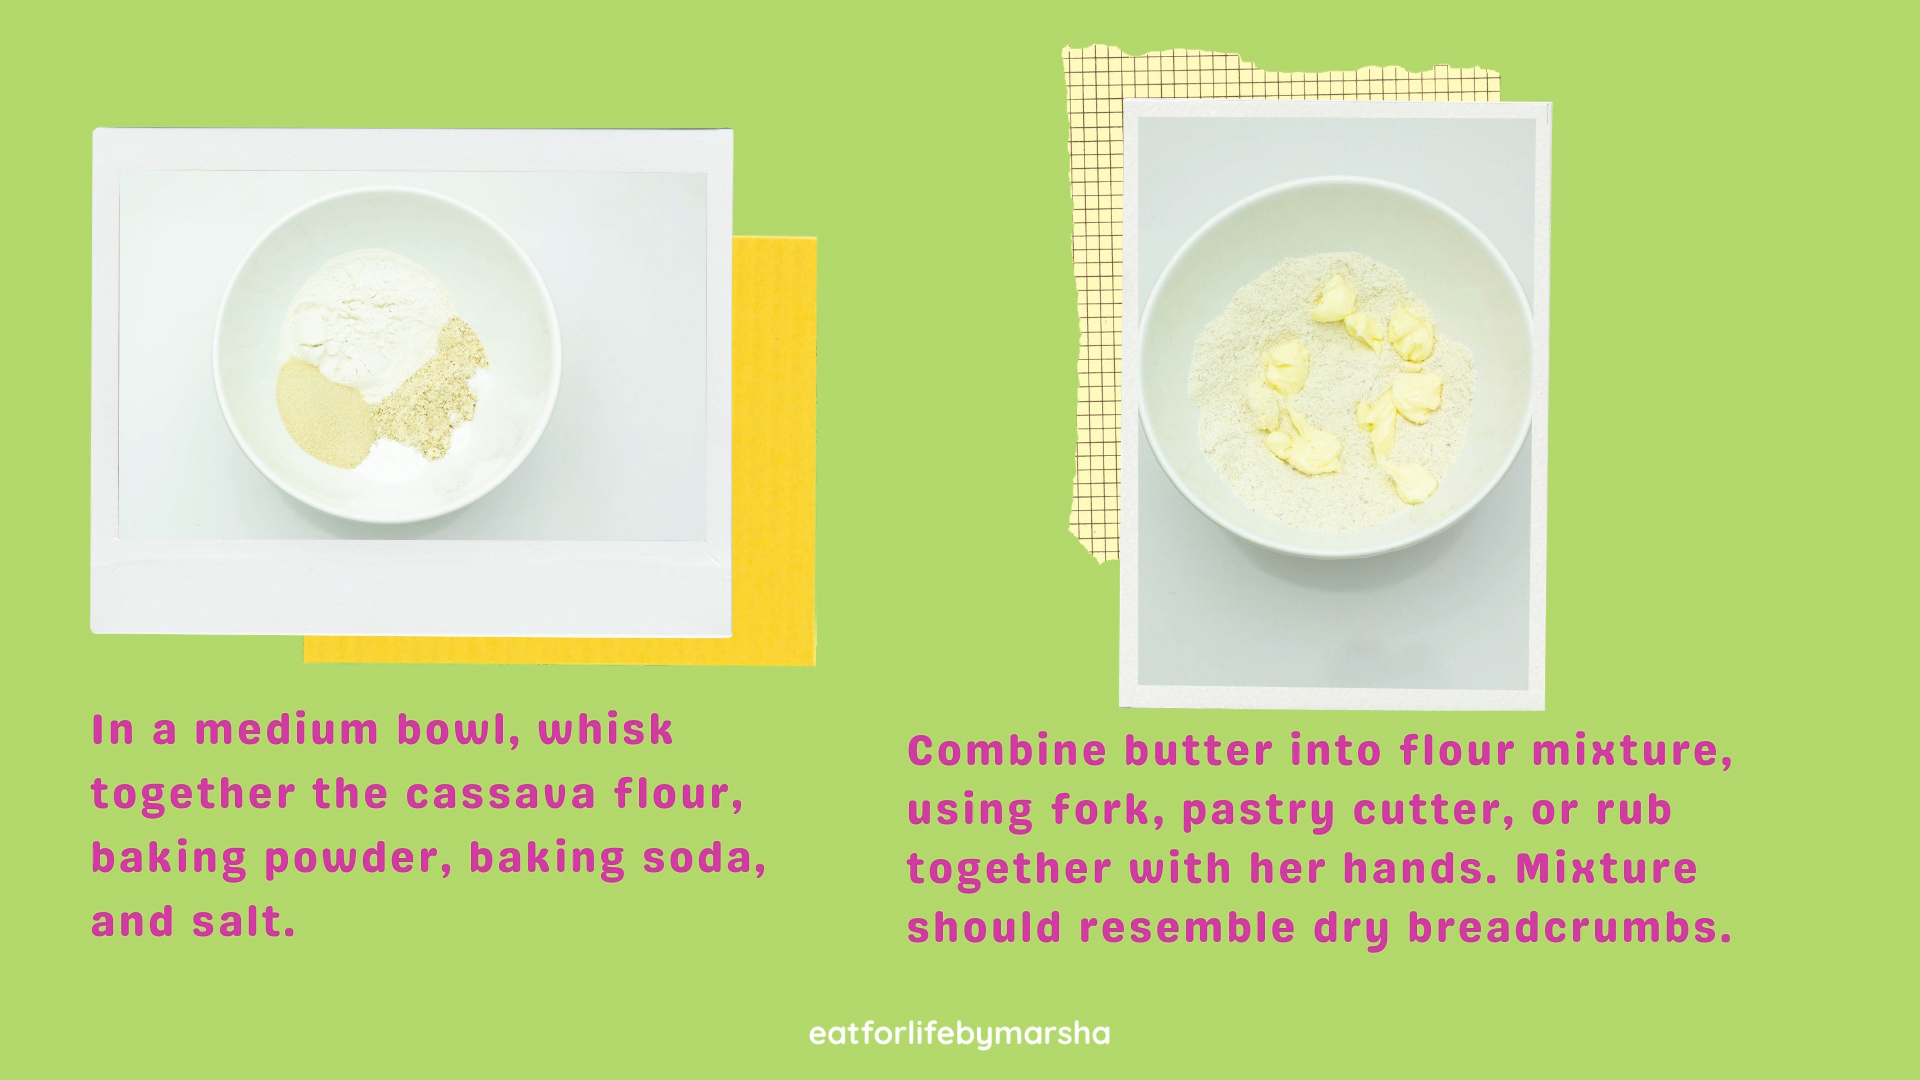 In a medium bowl, whisk
together the cassava flour,
baking powder, baking soda,
and salt.
Combine butter into flour mixture,
using fork, pastry cutter, or rub
together with her hands. Mixture
should resemble dry breadcrumbs.
eatforlifebymarsha